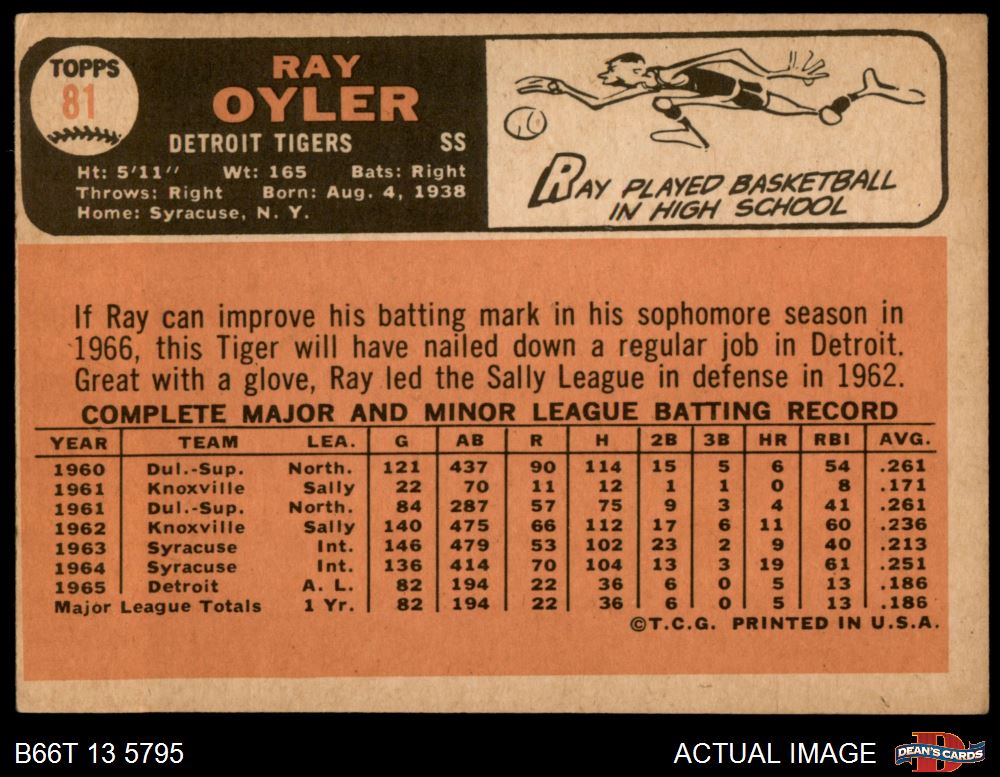 TOPPS
81
RAY
OYLER
DETROIT TIGERS SS
Ht: 5'11" Wt: 165 Bats: Right
Throws: Right Born: Aug. 4, 1938
Home: Syracuse, N. Y.
RAY PLAYED BASKETBALL
IN HIGH SCHOOL
If Ray can improve his batting mark in his sophomore season in
1966, this Tiger will have nailed down a regular job in Detroit.
Great with a glove, Ray led the Sally League in defense in 1962.
COMPLETE MAJOR AND MINOR LEAGUE BATTING RECORD
YEAR TEAM LEA. G AB R H 2B 3B HR RBI AVG.
1960 Dul.-Sup. North. 121 437 90 114 15 5 6 54 .261
1961 Knoxville Sally 22 70 11 12 1 1 0 8 .171
1961 Dul.-Sup. North. 84 287 57 75 9 3 4 41 .261
1962 Knoxville Sally 140 475 66 112 17 6 11 60 .236
1963 Syracuse Int. 146 479 53 102 23 2 9 40 .213
1964 Syracuse Int. 136 414 70 104 13 3 19 61 .251
1965 Detroit A. L. 82 194 22 36 6 0 5 13 .186
Major League Totals 1 Yr. 82 194 22 36 6 0 5 13 .186
©T.C.G. PRINTED IN U.S.A.
B66T 13 5795
ACTUAL IMAGE
DEAN'S CARDS